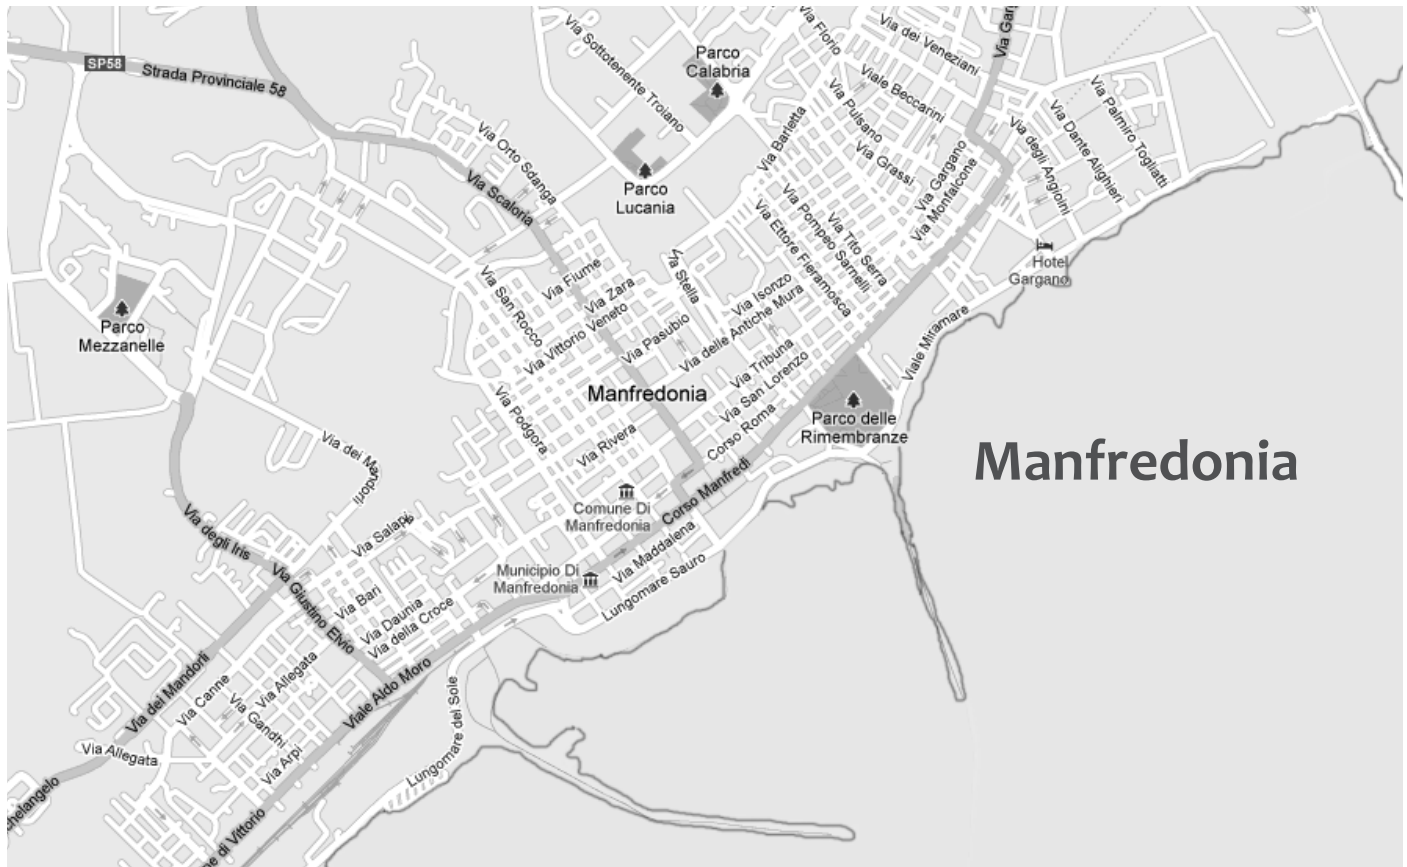 Via Sottotenente Troiano
Parco
Calabria
Via Florio
Via dei Veneziani
Via Gar
SP58
Strada Provinciale 58
Viale Beccarini
Via Pulsano
Via Palmiro Togliatti
Via Dante Alighieri
Via degli Angioini
Via Orto Sdanga
Via Barletta
Via Grassi
Via Gargano
Via Monfalcone
Via Scaloria
Parco
Lucania
Via Pompeo Sarnelli
Via Tito Serra
Via Ettore Fieramosca
Hotel
Gargano
Via Stella
Via Fiume
Via Zara
Via San Rocco
Via Isonzo
Parco
Mezzanelle
Via Vittorio Veneto
Via Pasubio
Via delle Antiche Mura
Viale Miramare
Via Tribuna
Via San Lorenzo
Manfredonia
Via Podgora
Corso Roma
Parco delle
Rimembranze
Via dei Mandorli
Via Rivera
Manfredonia
Corso Manfredi
Comune Di
Manfredonia
Via degli Iris
Via Salapi
Via Maddalena
Municipio Di
Manfredonia
Via Giustino Elvio
Via Bari
Via Daunia
Via della Croce
Lungomare Sauro
Via dei Mandorli
Via Canne
Via Allegata
Viale Aldo Moro
Via Gandhi
Lungomare del Sole
Via Allegata
Via Arpi
chelangelo
ne di Vittorio